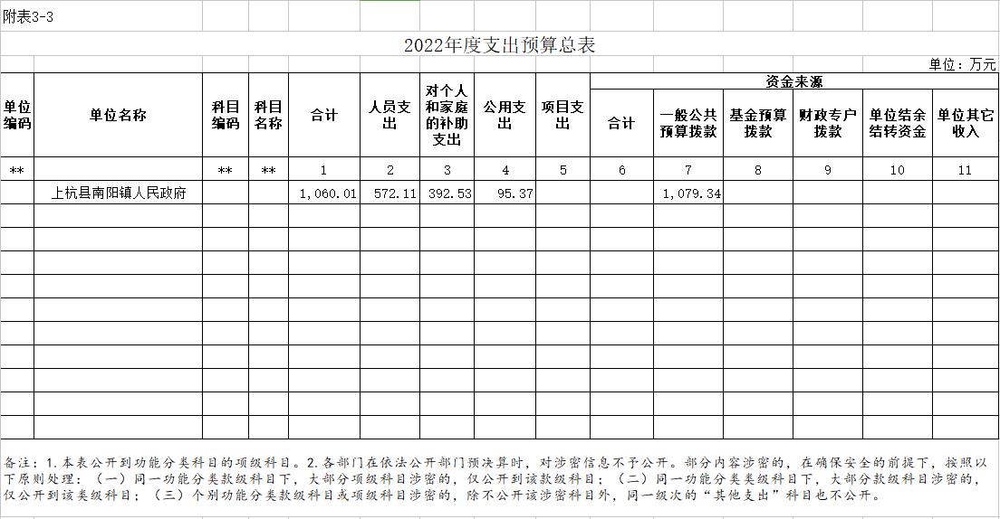 附表3-3
2022年度支出预算总表
单位：万元
单位编码 单位名称 科目编码 科目名称 合计 人员支出 对个人和家庭的补助支出 公用支出 项目支出 资金来源
合计 一般公共预算拨款 基金预算拨款 财政专户拨款 单位结余结转资金 单位其它收入
** ** ** 1 2 3 4 5 6 7 8 9 10 11
上杭县南阳镇人民政府 1,060.01 572.11 392.53 95.37 1,079.34
备注：1.本表公开到功能分类科目的项级科目。2.各部门在依法公开部门预决算时，对涉密信息不予公开。部分内容涉密的，在确保安全的前提下，按照以
下原则处理：（一）同一功能分类款级科目下，大部分项级科目涉密的，仅公开到该款级科目；（二）同一功能分类类级科目下，大部分款级科目涉密的，
仅公开到该类级科目；（三）个别功能分类款级科目或项级科目涉密的，除不公开该涉密科目外，同一级次的“其他支出”科目也不公开。